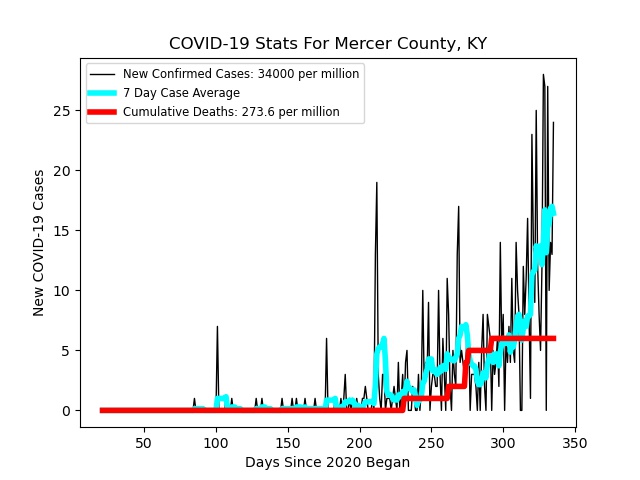 COVID-19 Stats For Mercer County, KY
New Confirmed Cases: 34000 per million
7 Day Case Average
Cumulative Deaths: 273.6 per million
New COVID-19 Cases
25
20
15
10
5
0
50 100 150 200 250 300 350
Days Since 2020 Began